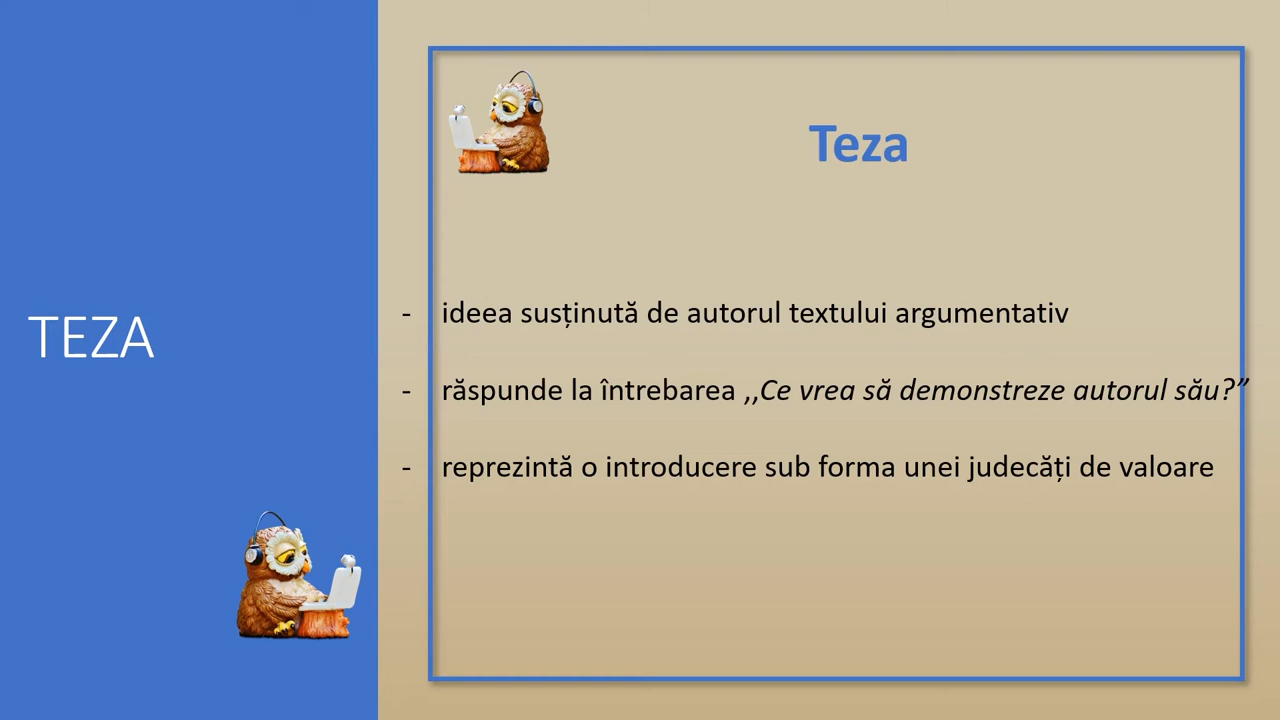 TEZA
Teza
- ideea susținută de autorul textului argumentativ
- răspunde la întrebarea ,,Ce vrea să demonstreze autorul său?”
- reprezintă o introducere sub forma unei judecăți de valoare